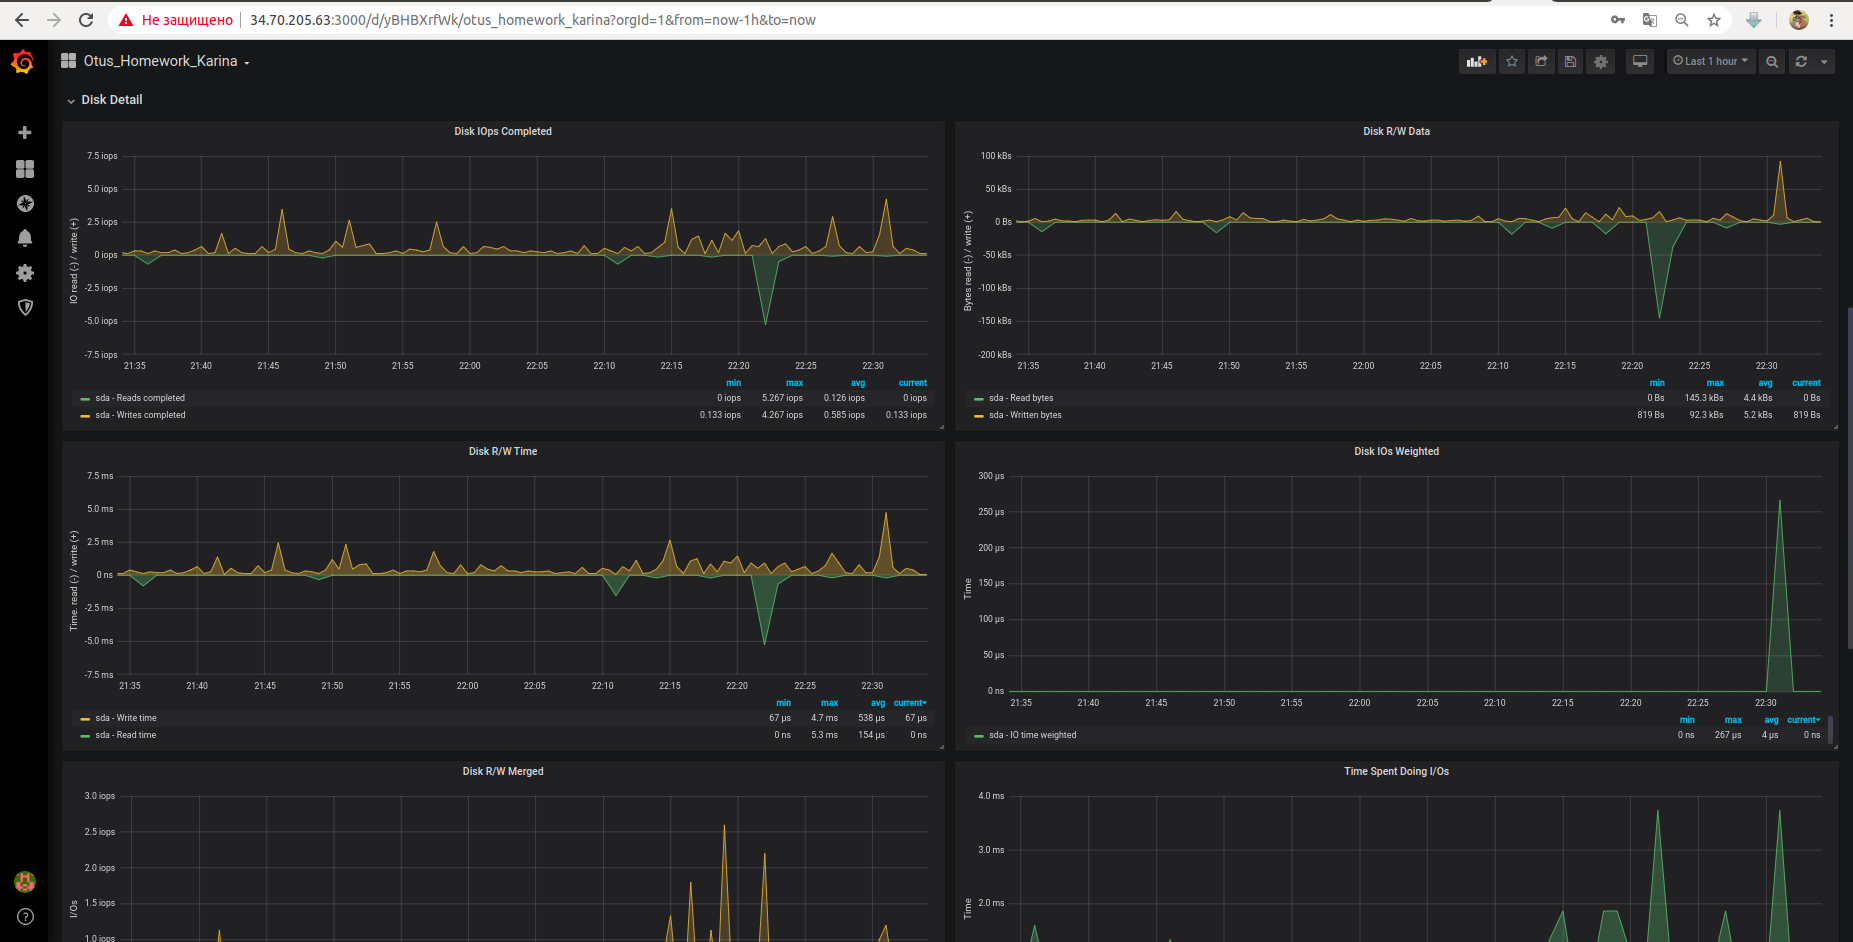 Не защищено 34.70.205.63:3000/d/yBHBXrfWk/otus_homework_karina?orgId=1&from=now-1h&to=now
Otus_Homework_Karina
Last 1 hour
Disk Detail
Disk IOps Completed
IO read (-) / write (+)
7.5 iops
5.0 iops
2.5 iops
0 iops
-2.5 iops
-5.0 iops
-7.5 iops
21:35 21:40 21:45 21:50 21:55 22:00 22:05 22:10 22:15 22:20 22:25 22:30
min max avg current
sda - Reads completed 0 iops 5.267 iops 0.126 iops 0 iops
sda - Writes completed 0.133 iops 4.267 iops 0.585 iops 0.133 iops
Disk R/W Data
Bytes read (-) / write (+)
100 kBs
50 kBs
0 Bs
-50 kBs
-100 kBs
-150 kBs
-200 kBs
21:35 21:40 21:45 21:50 21:55 22:00 22:05 22:10 22:15 22:20 22:25 22:30
min max avg current
sda - Read bytes 0 Bs 145.3 kBs 4.4 kBs 0 Bs
sda - Written bytes 819 Bs 92.3 kBs 5.2 kBs 819 Bs
Disk R/W Time
Time. read (-) / write (+)
7.5 ms
5.0 ms
2.5 ms
0 ns
-2.5 ms
-5.0 ms
-7.5 ms
21:35 21:40 21:45 21:50 21:55 22:00 22:05 22:10 22:15 22:20 22:25 22:30
min max avg current
sda - Write time 67 µs 4.7 ms 538 µs 67 µs
sda - Read time 0 ns 5.3 ms 154 µs 0 ns
Disk IOs Weighted
Time
300 µs
250 µs
200 µs
150 µs
100 µs
50 µs
0 ns
21:35 21:40 21:45 21:50 21:55 22:00 22:05 22:10 22:15 22:20 22:25 22:30
min max avg current
sda - IO time weighted 0 ns 267 µs 4 µs 0 ns
Disk R/W Merged
I/Os
3.0 iops
2.5 iops
2.0 iops
1.5 iops
1.0 iops
Time Spent Doing I/Os
Time
4.0 ms
3.0 ms
2.0 ms